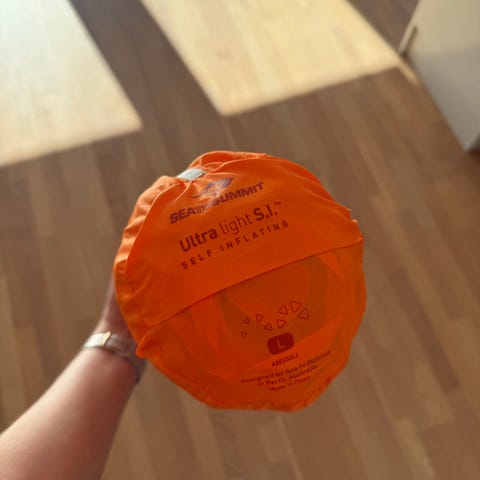 SEA TO SUMMIT
Ultra light S.I.™
SELF INFLATING
L
AMSIULL
Designed by Sea to Summit
in Perth, Australia
Made in China